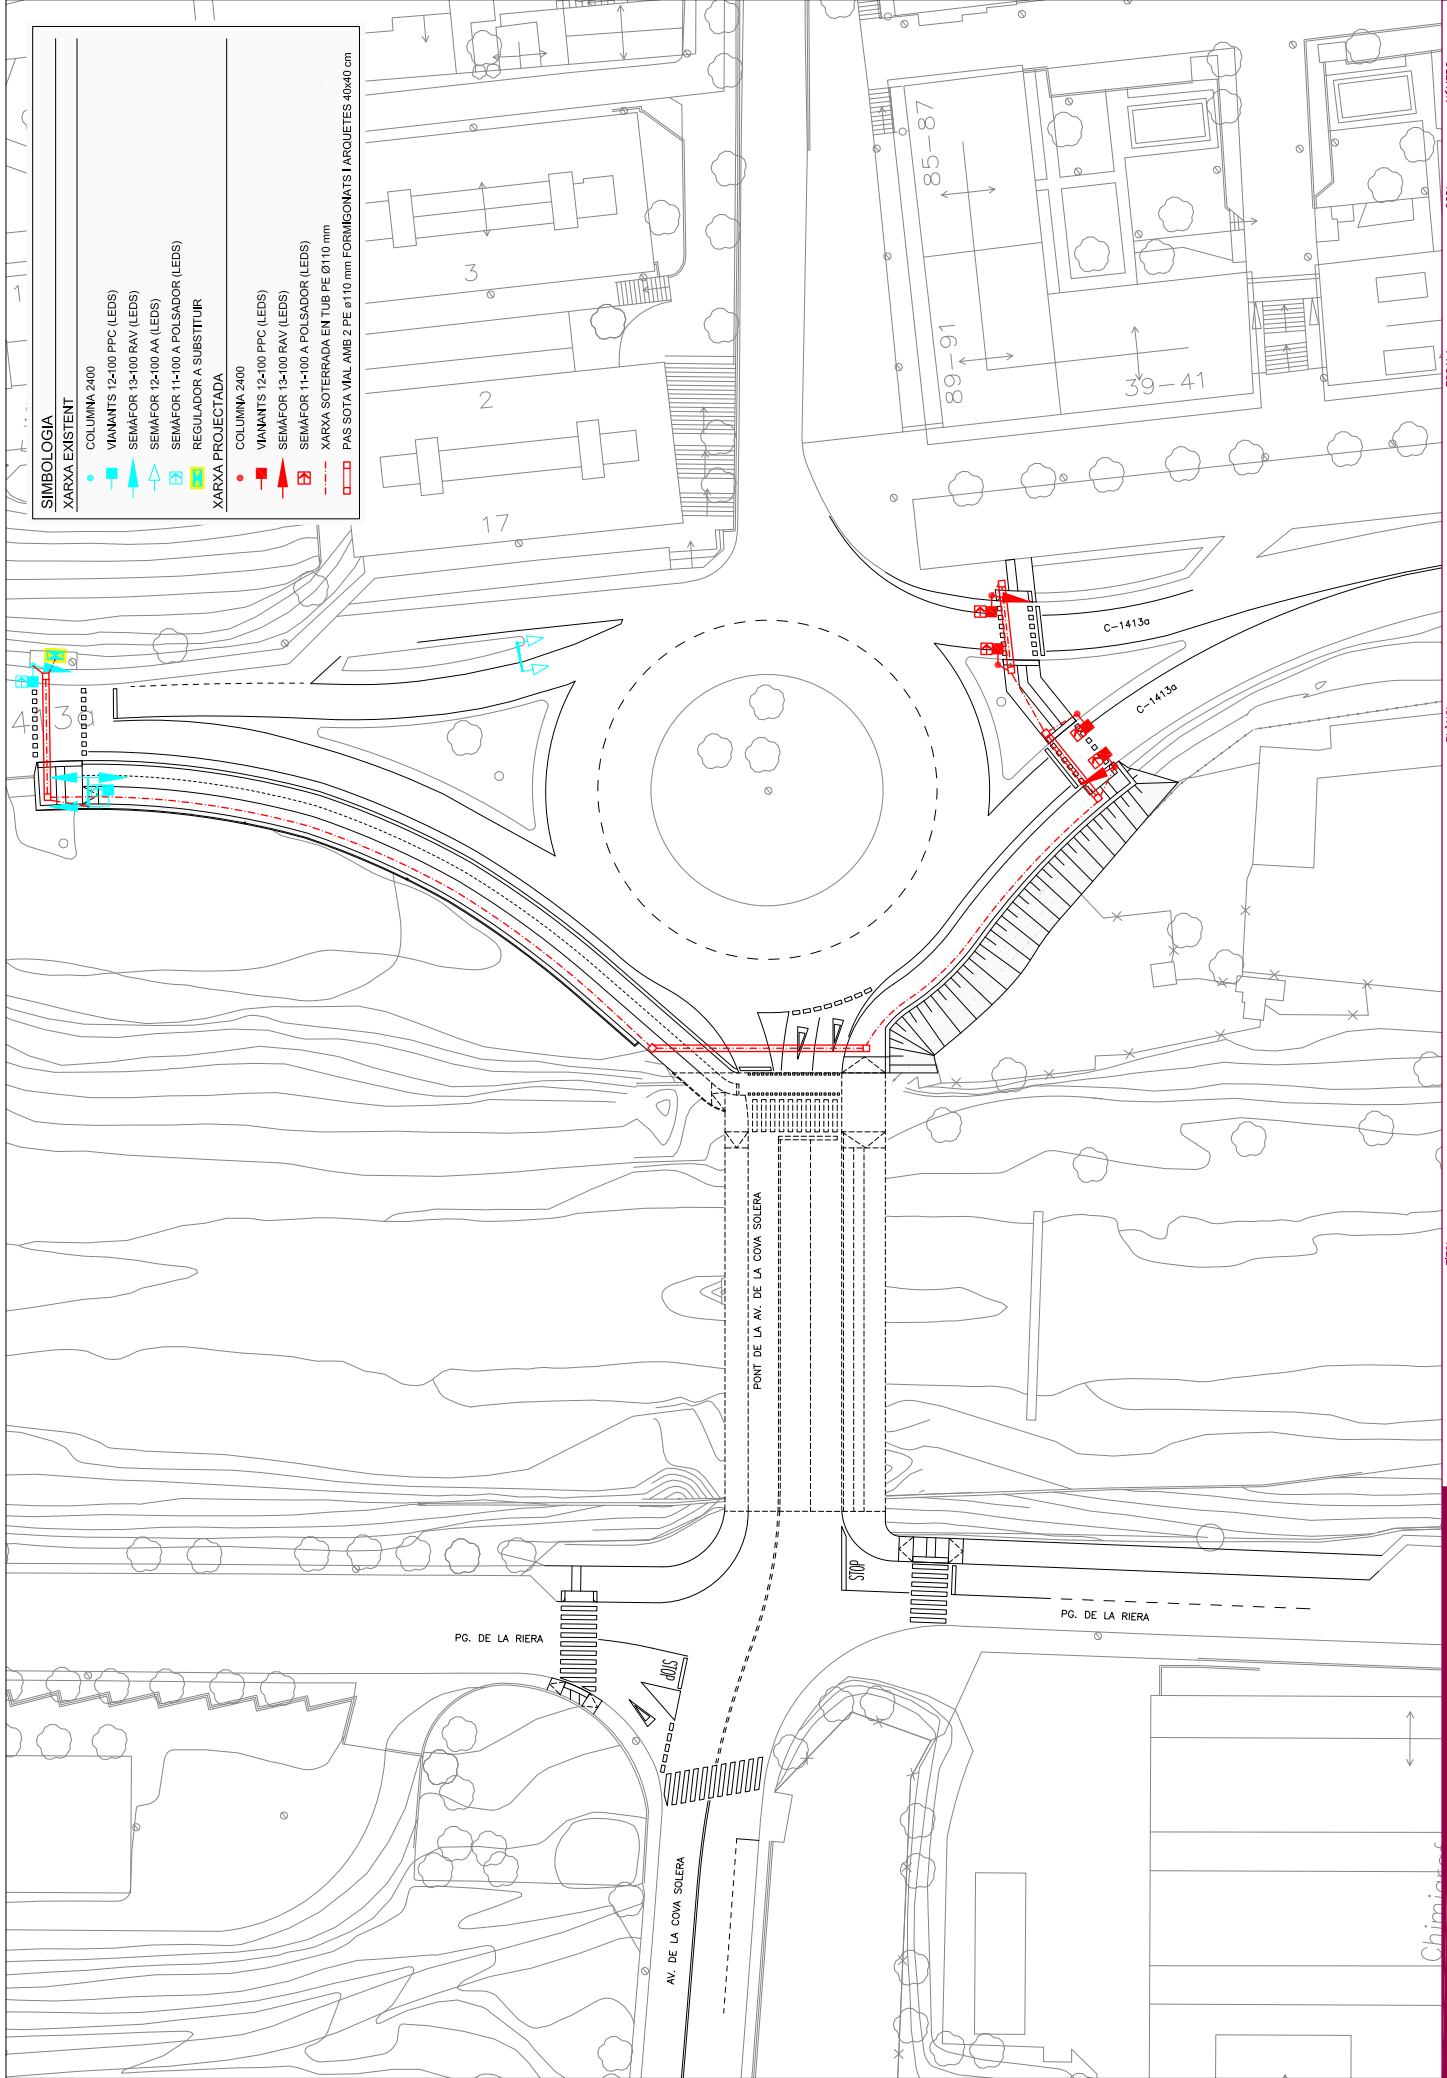 SIMBOLOGIA
XARXA EXISTENT
COLUMNA 2400
VIANANTS 12-100 PPC (LEDS)
SEMÀFOR 13-100 RAV (LEDS)
SEMÀFOR 12-100 AA (LEDS)
SEMÀFOR 11-100 A POLSADOR (LEDS)
REGULADOR A SUBSTITUIR
XARXA PROJECTADA
COLUMNA 2400
VIANANTS 12-100 PPC (LEDS)
SEMÀFOR 13-100 RAV (LEDS)
SEMÀFOR 11-100 A POLSADOR (LEDS)
XARXA SOTERRADA EN TUB PE Ø110 mm
PAS SOTA VIAL AMB 2 PE ø110 mm FORMIGONATS I ARQUETES 40x40 cm
1
3
2
17
85-87
89-91
39-41
C-1413a
C-1413a
413a
PONT DE LA AV. DE LA COVA SOLERA
STOP
PG. DE LA RIERA
PG. DE LA RIERA
STOP
AV. DE LA COVA SOLERA